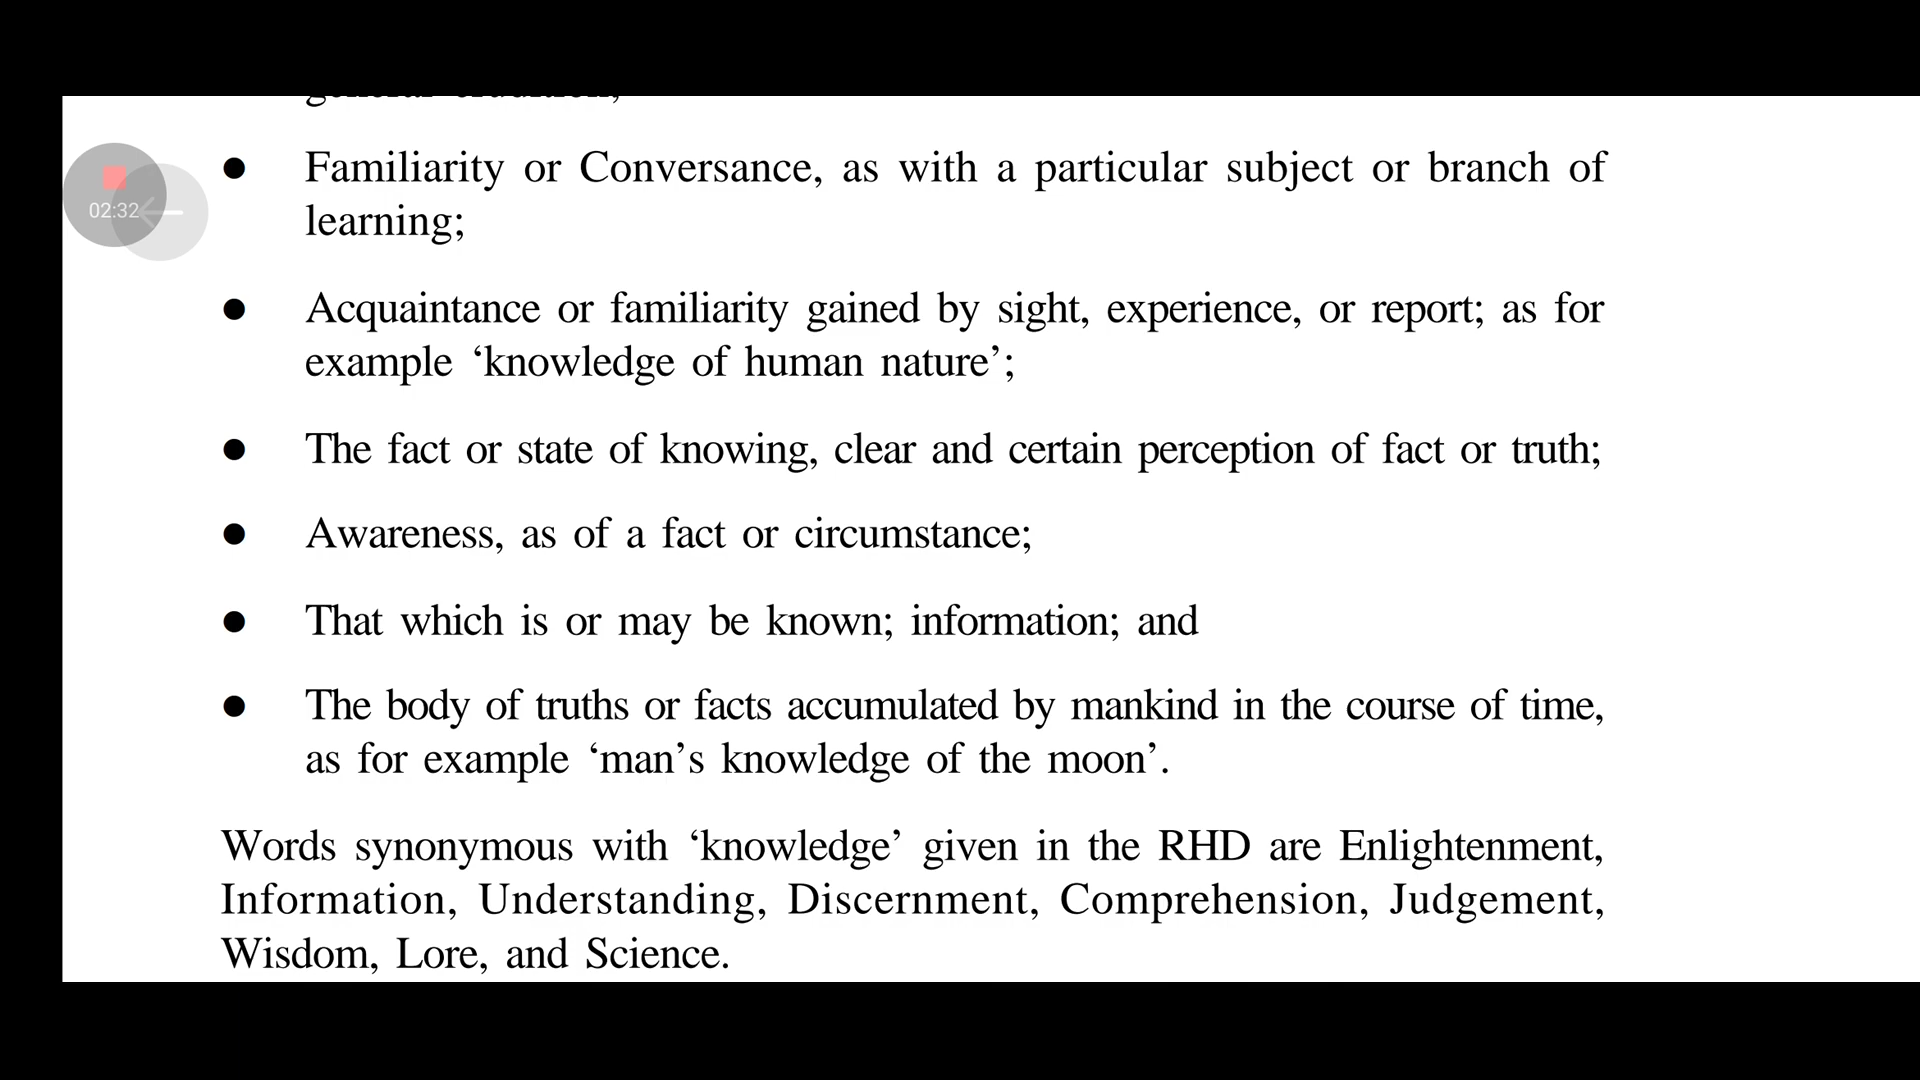 general erudition;
● Familiarity or Conversance, as with a particular subject or branch of
learning;
02:32
● Acquaintance or familiarity gained by sight, experience, or report; as for
example ‘knowledge of human nature’;
● The fact or state of knowing, clear and certain perception of fact or truth;
● Awareness, as of a fact or circumstance;
● That which is or may be known; information; and
● The body of truths or facts accumulated by mankind in the course of time,
as for example ‘man’s knowledge of the moon’.
Words synonymous with ‘knowledge’ given in the RHD are Enlightenment,
Information, Understanding, Discernment, Comprehension, Judgement,
Wisdom, Lore, and Science.